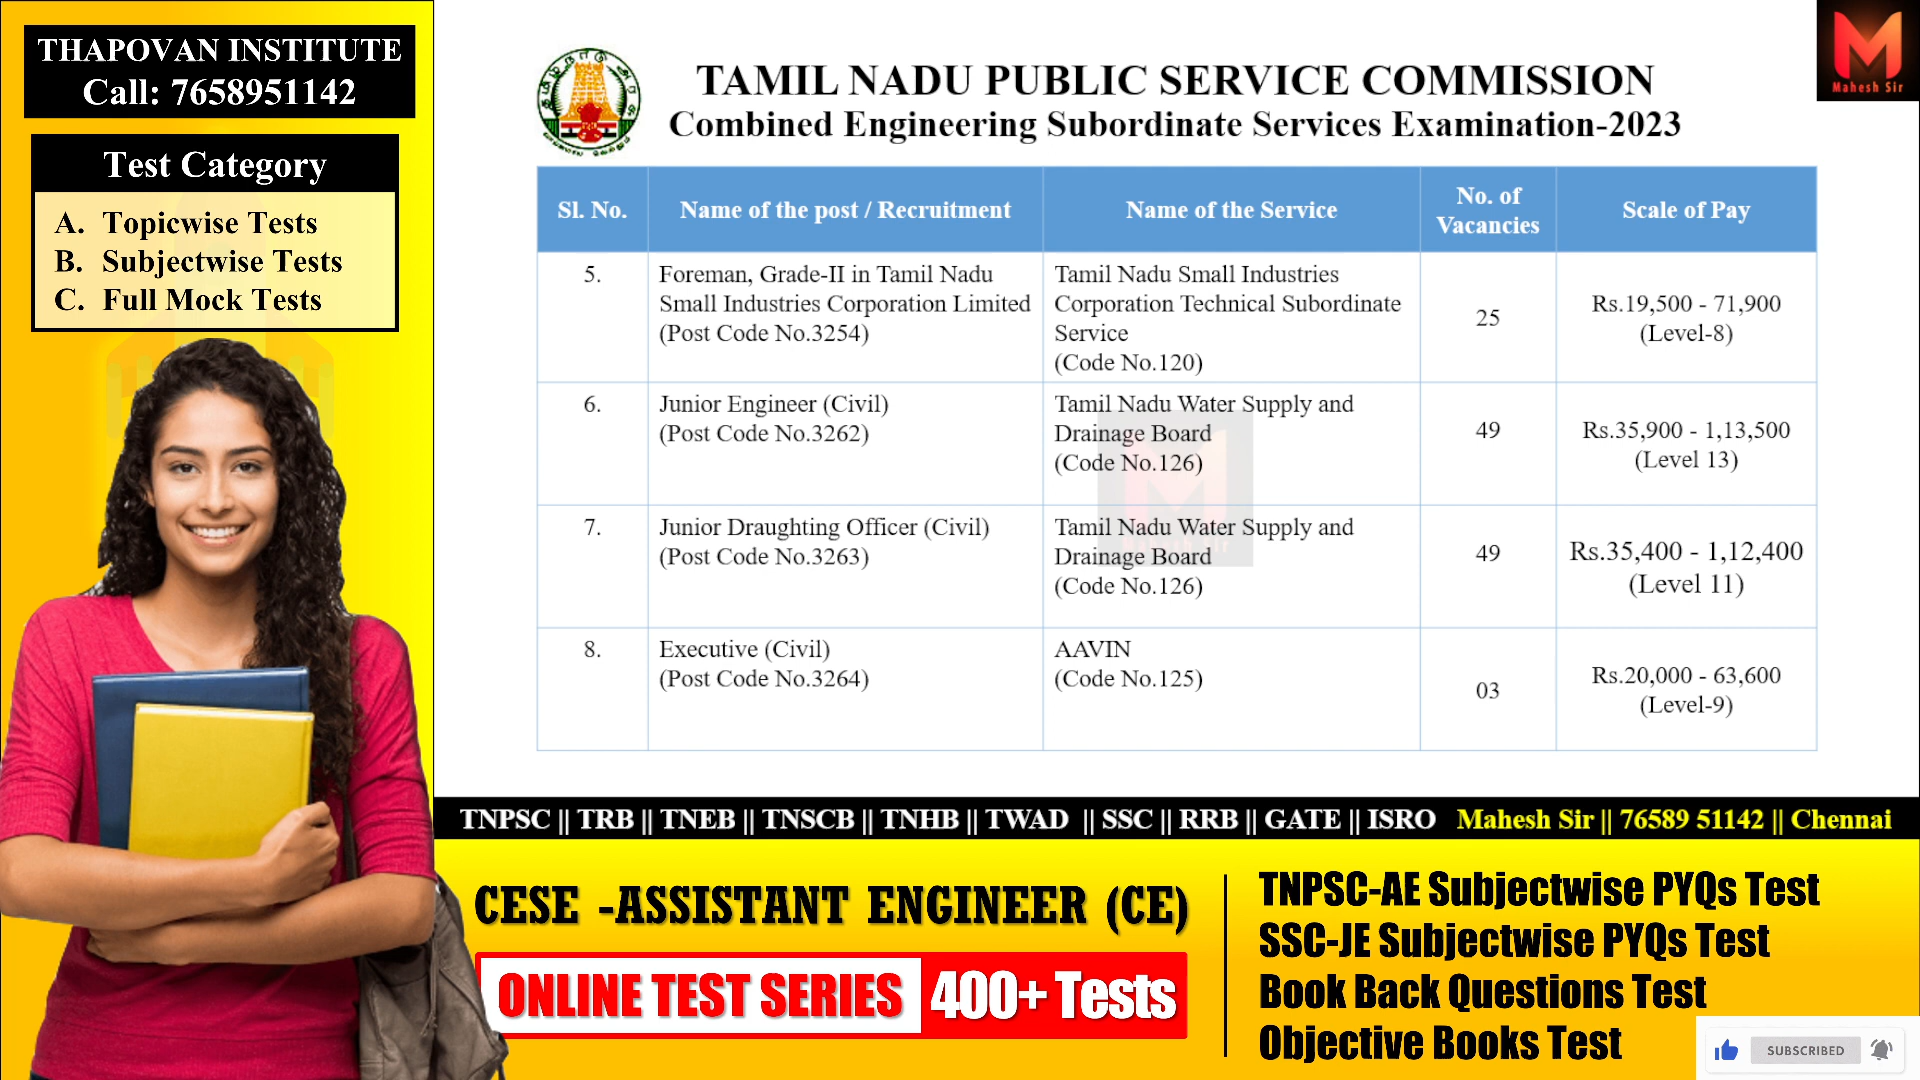 THAPOVAN INSTITUTE
Call: 7658951142
Test Category
A. Topicwise Tests
B. Subjectwise Tests
C. Full Mock Tests
TAMIL NADU PUBLIC SERVICE COMMISSION
Combined Engineering Subordinate Services Examination-2023
Mahesh Sir
Sl. No.
Name of the post / Recruitment
Name of the Service
No. of
Vacancies
Scale of Pay
5.
Foreman, Grade-II in Tamil Nadu
Small Industries Corporation Limited
(Post Code No.3254)
Tamil Nadu Small Industries
Corporation Technical Subordinate
Service
(Code No.120)
25
Rs.19,500 - 71,900
(Level-8)
6.
Junior Engineer (Civil)
(Post Code No.3262)
Tamil Nadu Water Supply and
Drainage Board
(Code No.126)
49
Rs.35,900 - 1,13,500
(Level 13)
7.
Junior Draughting Officer (Civil)
(Post Code No.3263)
Tamil Nadu Water Supply and
Drainage Board
(Code No.126)
49
Rs.35,400 - 1,12,400
(Level 11)
8.
Executive (Civil)
(Post Code No.3264)
AAVIN
(Code No.125)
03
Rs.20,000 - 63,600
(Level-9)
TNPSC || TRB || TNEB || TNSCB || TNHB || TWAD || SSC || RRB || GATE || ISRO Mahesh Sir || 76589 51142 || Chennai
CESE -ASSISTANT ENGINEER (CE)
ONLINE TEST SERIES 400+ Tests
TNPSC-AE Subjectwise PYQs Test
SSC-JE Subjectwise PYQs Test
Book Back Questions Test
Objective Books Test
SUBSCRIBED